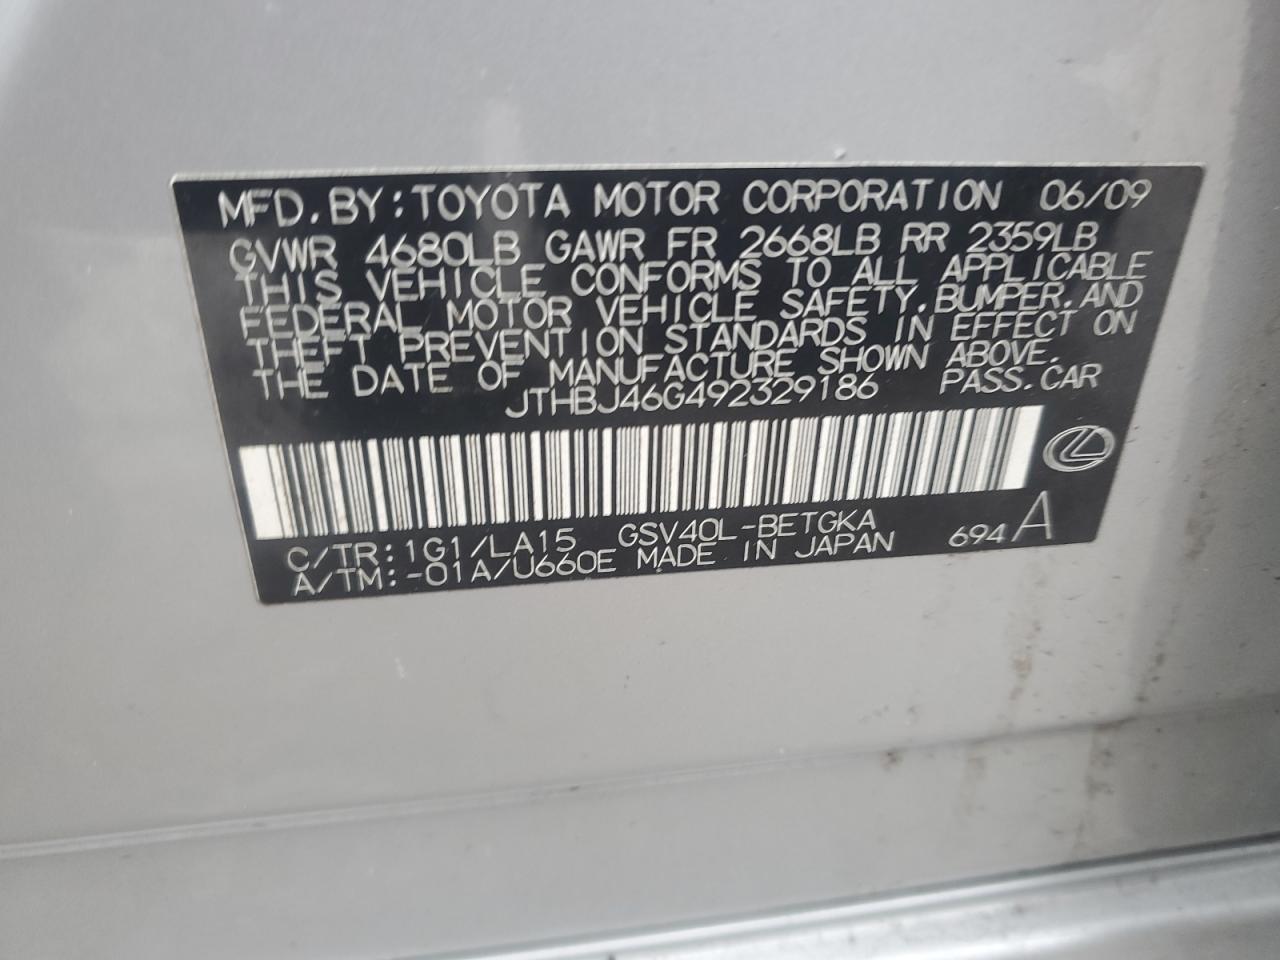 MFD. BY: TOYOTA MOTOR CORPORATION 06/09
GVWR 4680LB GAWR FR 2668LB RR 2359LB
THIS VEHICLE CONFORMS TO ALL APPLICABLE
FEDERAL MOTOR VEHICLE SAFETY, BUMPER, AND
THEFT PREVENTION STANDARDS IN EFFECT ON
THE DATE OF MANUFACTURE SHOWN ABOVE.
JTHBJ46G492329186 PASS. CAR
C/TR: 1G1/LA15 GSV40L-BETGKA
A/TM: -01A/U660E MADE IN JAPAN 694 A